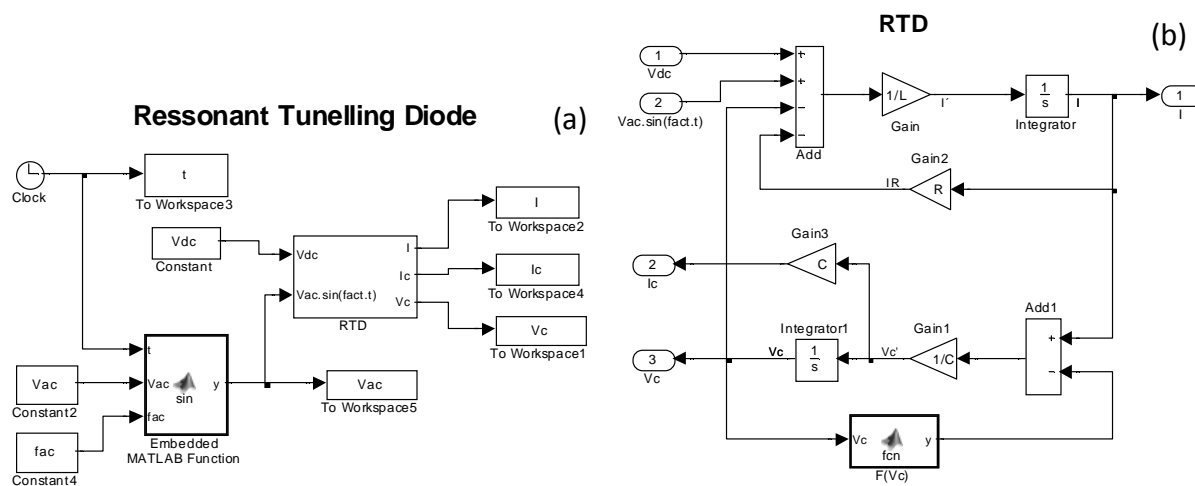 Ressonant Tunelling Diode
(a)
Clock
t
To Workspace3
Vdc
Constant
Vdc
Vac.sin(fact.t)
I
Ic
Vc
RTD
I
To Workspace2
Ic
To Workspace4
Vc
To Workspace1
Vac
Constant2
fac
Constant4
t
Vac
fac
sin
y
Embedded
MATLAB Function
Vac
To Workspace5
RTD
(b)
1
Vdc
2
Vac.sin(fact.t)
+
+
−
−
Add
1/L
Gain
I´
1
s
Integrator
I
1
I
Gain2
R
IR
Gain3
C
2
Ic
Add1
+
−
Gain1
1/C
Vc'
Integrator1
1
s
Vc
3
Vc
Vc
fcn
y
F(Vc)